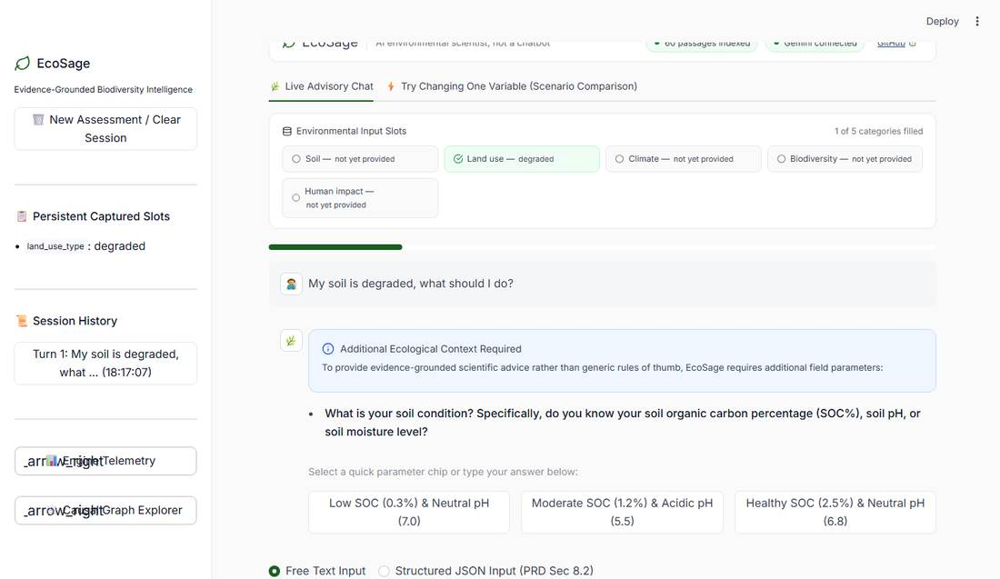 Deploy
EcoSage
Evidence-Grounded Biodiversity Intelligence
New Assessment / Clear
Session
Persistent Captured Slots
land_use_type : degraded
Session History
Turn 1: My soil is degraded,
what ... (18:17:07)
_arrow_right Engine Telemetry
_arrow_right Causal Graph Explorer
EcoSage
AI environmental scientist, not a chatbot
60 passages indexed
Gemini connected
GitHub
Live Advisory Chat
Try Changing One Variable (Scenario Comparison)
Environmental Input Slots
1 of 5 categories filled
Soil — not yet provided
Land use — degraded
Climate — not yet provided
Biodiversity — not yet provided
Human impact —
not yet provided
My soil is degraded, what should I do?
Additional Ecological Context Required
To provide evidence-grounded scientific advice rather than generic rules of thumb, EcoSage requires additional field parameters:
• What is your soil condition? Specifically, do you know your soil organic carbon percentage (SOC%), soil pH, or
soil moisture level?
Select a quick parameter chip or type your answer below:
Low SOC (0.3%) & Neutral pH
(7.0)
Moderate SOC (1.2%) & Acidic pH
(5.5)
Healthy SOC (2.5%) & Neutral pH
(6.8)
Free Text Input
Structured JSON Input (PRD Sec 8.2)